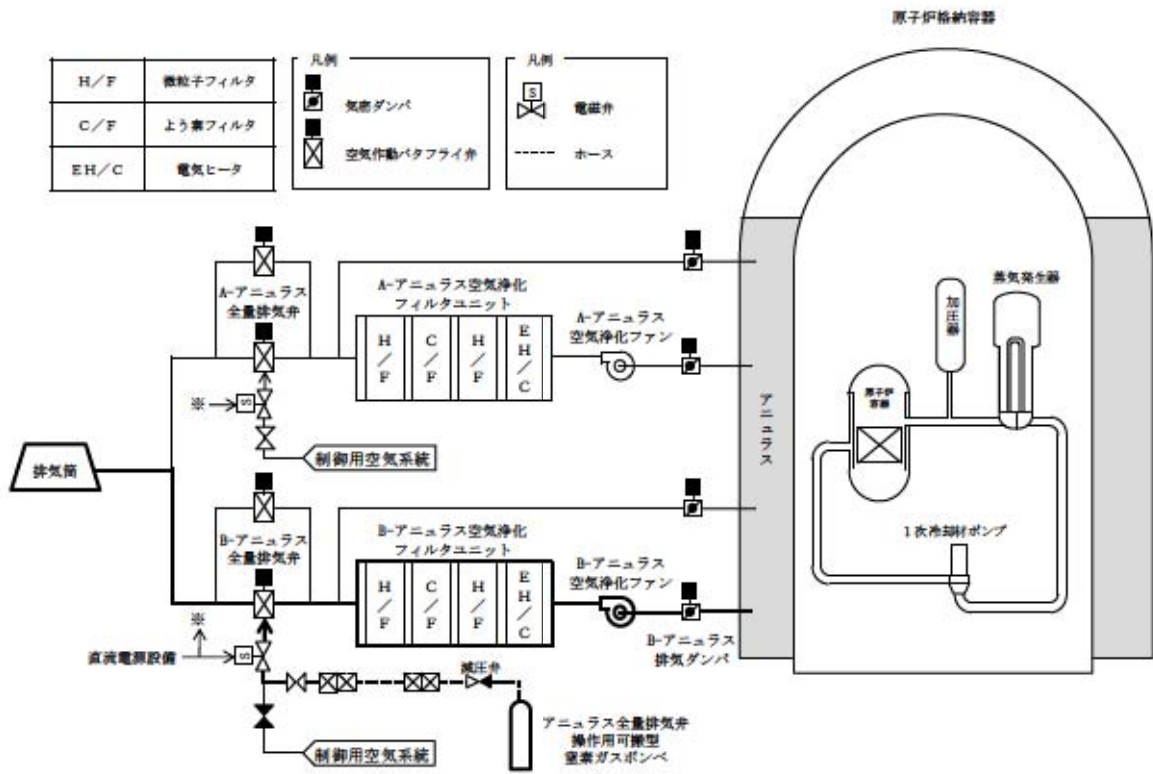 原子炉格納容器
H/F 微粒子フィルタ
C/F よう素フィルタ
EH/C 電気ヒータ
凡例
気密ダンパ
空気作動バタフライ弁
凡例
S
電磁弁
ホース
A-アニュラス
全量排気弁
A-アニュラス空気浄化
フィルタユニット
H/F
C/F
H/F
EH/C
A-アニュラス
空気浄化ファン
※
S
制御用空気系統
排気筒
B-アニュラス
全量排気弁
B-アニュラス空気浄化
フィルタユニット
H/F
C/F
H/F
EH/C
B-アニュラス
空気浄化ファン
B-アニュラス
排気ダンパ
※
直流電源設備
S
減圧弁
制御用空気系統
アニュラス全量排気弁
操作用可搬型
窒素ガスボンベ
アニュラス
加圧器
蒸気発生器
原子炉
容器
1次冷却材ポンプ